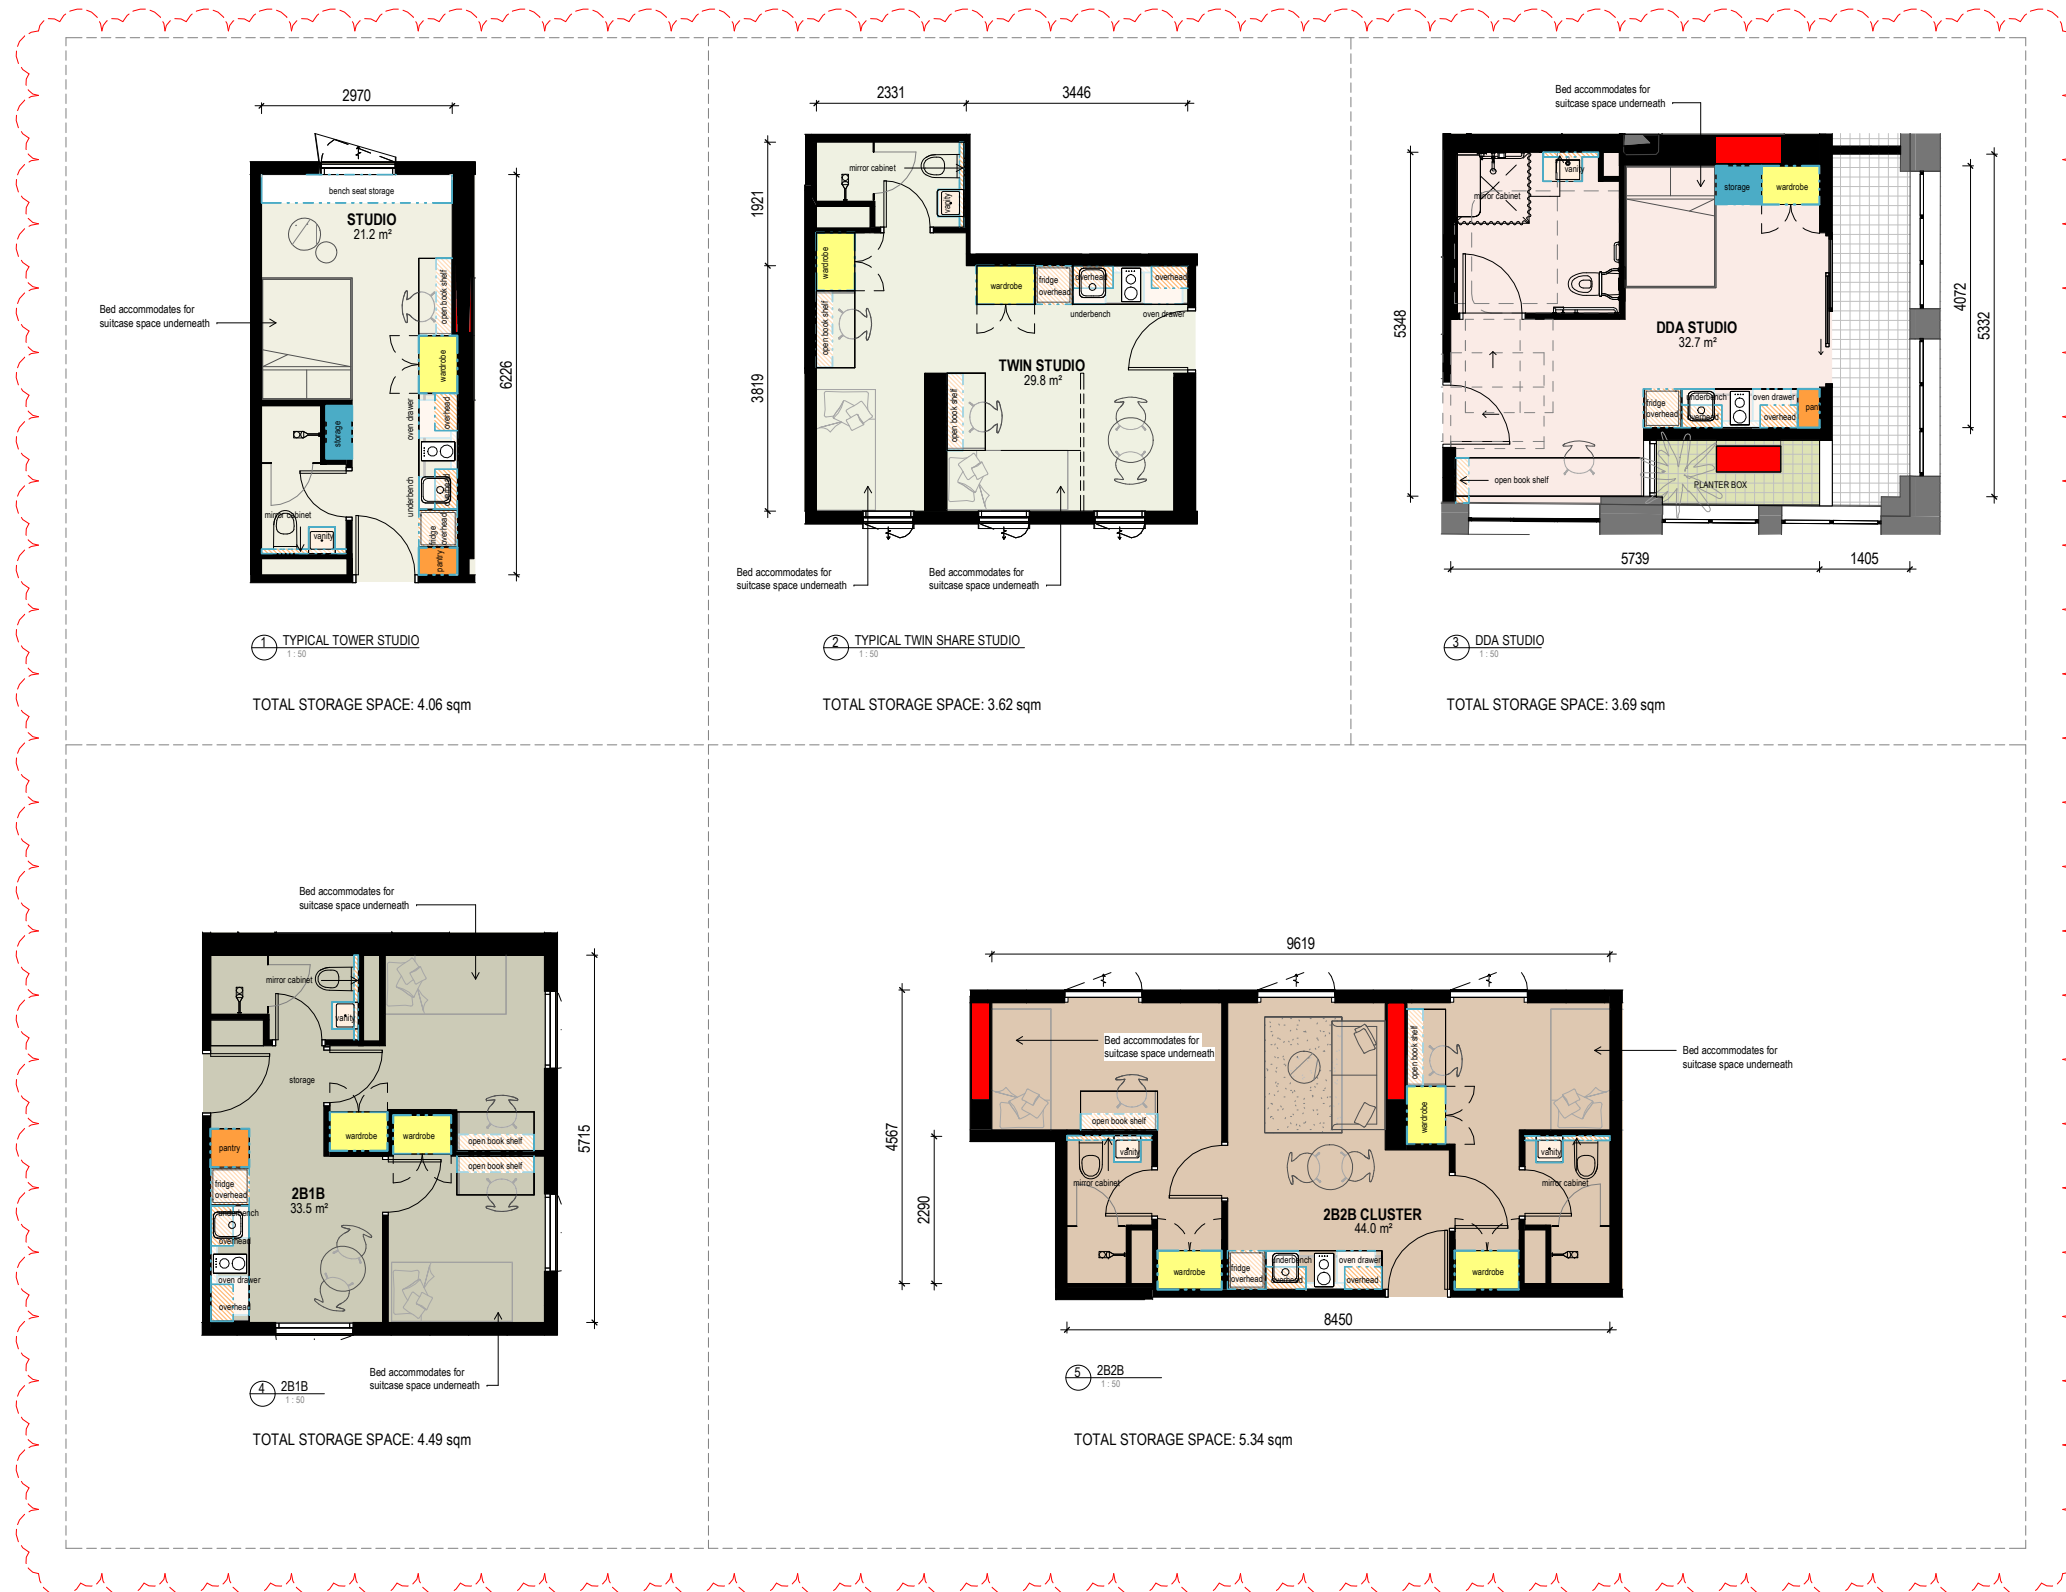 2970
bench seat storage
STUDIO
21.2 m²
open book shelf
Bed accommodates for
suitcase space underneath
wardrobe
6226
oven drawer
overhead
storage
underbench
overhead
mirror cabinet
vanity
fridge
overhead
pantry
1 TYPICAL TOWER STUDIO
1 : 50
TOTAL STORAGE SPACE: 4.06 sqm
2331
3446
1921
mirror cabinet
vanity
wardrobe
3819
open book shelf
wardrobe
fridge
overhead
overhead
overhead
underbench
oven drawer
TWIN STUDIO
29.8 m²
open book shelf
Bed accommodates for
suitcase space underneath
Bed accommodates for
suitcase space underneath
2 TYPICAL TWIN SHARE STUDIO
1 : 50
TOTAL STORAGE SPACE: 3.62 sqm
Bed accommodates for
suitcase space underneath
vanity
mirror cabinet
storage
wardrobe
5348
4072
5332
DDA STUDIO
32.7 m²
fridge
overhead
underbench
overhead
oven drawer
overhead
pant
open book shelf
PLANTER BOX
5739
1405
3 DDA STUDIO
1 : 50
TOTAL STORAGE SPACE: 3.69 sqm
Bed accommodates for
suitcase space underneath
mirror cabinet
vanity
storage
wardrobe
wardrobe
pantry
open book shelf
open book shelf
5715
fridge
overhead
2B1B
33.5 m²
underbench
overhead
oven drawer
overhead
Bed accommodates for
suitcase space underneath
4 2B1B
1 : 50
TOTAL STORAGE SPACE: 4.49 sqm
9619
Bed accommodates for
suitcase space underneath
open book shelf
open book shelf
wardrobe
Bed accommodates for
suitcase space underneath
4567
2290
vanity
mirror cabinet
vanity
mirror cabinet
2B2B CLUSTER
44.0 m²
wardrobe
fridge
overhead
underbench
overhead
oven drawer
overhead
wardrobe
8450
5 2B2B
1 : 50
TOTAL STORAGE SPACE: 5.34 sqm